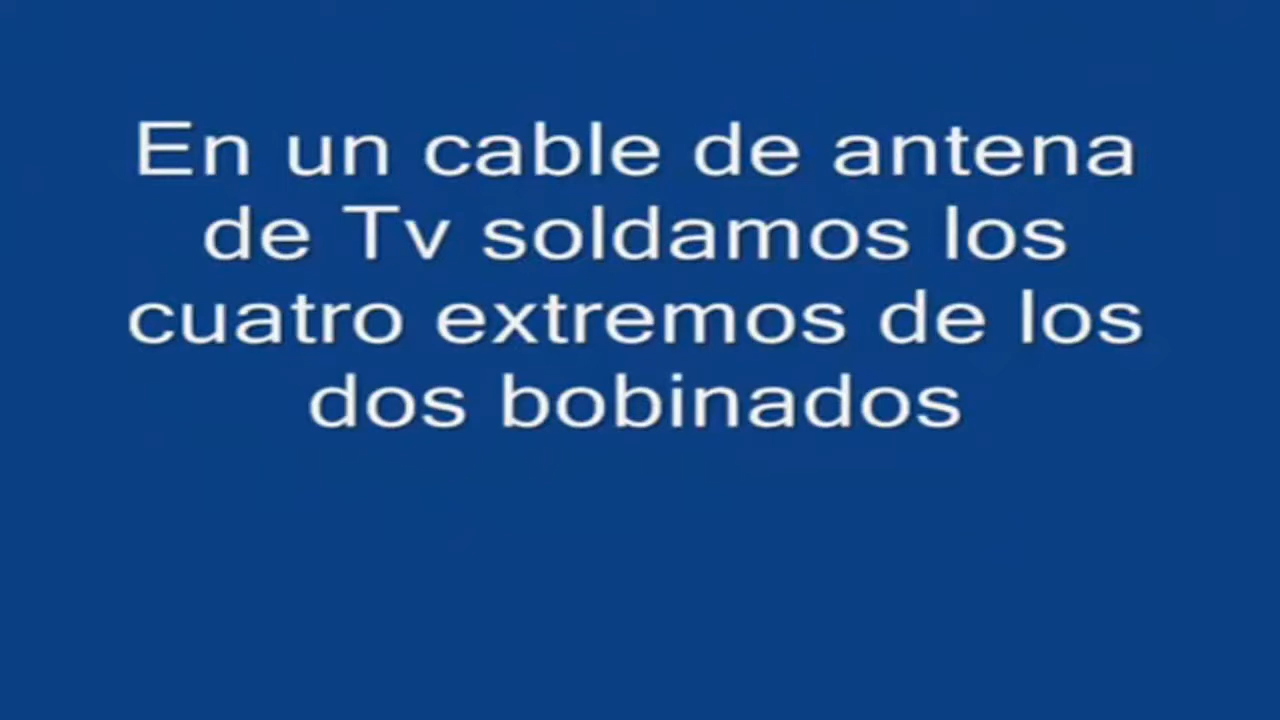 En un cable de antena
de Tv soldamos los
cuatro extremos de los
dos bobinados